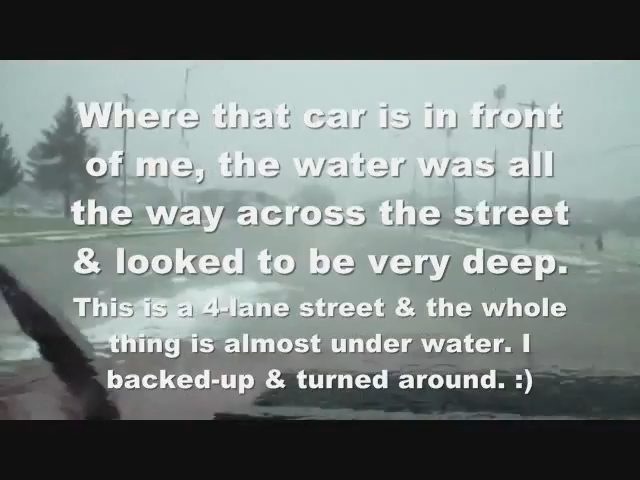 Where that car is in front
of me, the water was all
the way across the street
& looked to be very deep.
This is a 4-lane street & the whole
thing is almost under water. I
backed-up & turned around. :)